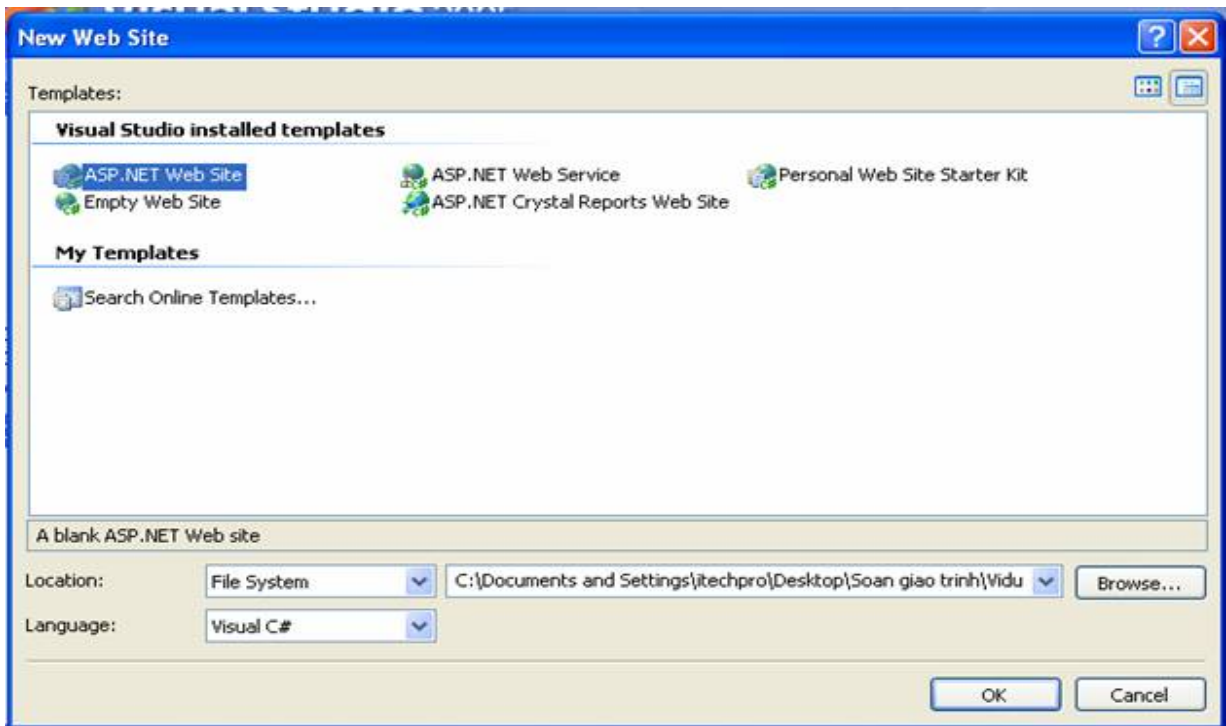 New Web Site
Templates:
Visual Studio installed templates
ASP.NET Web Site
ASP.NET Web Service
Personal Web Site Starter Kit
Empty Web Site
ASP.NET Crystal Reports Web Site
My Templates
Search Online Templates...
A blank ASP.NET Web site
Location:
File System
C:\Documents and Settings\itechpro\Desktop\Soan giao trinh\Vidu
Browse...
Language:
Visual C#
OK
Cancel